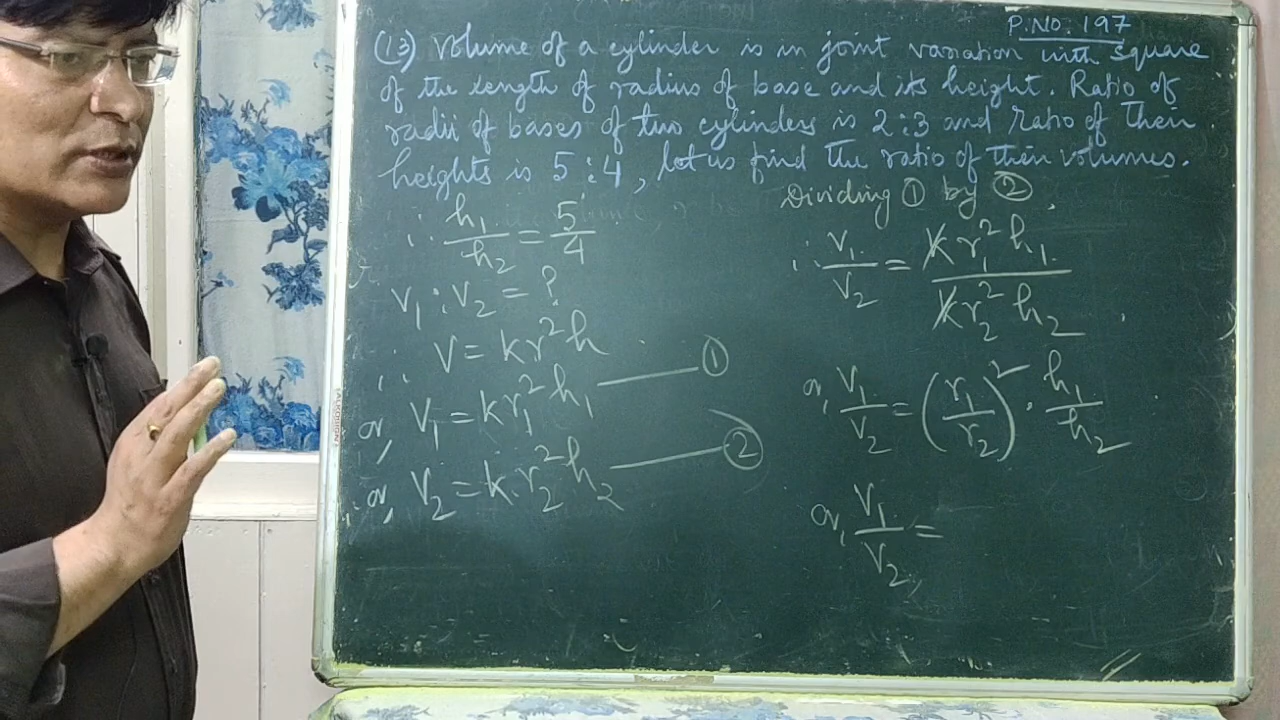 P.NO. 197
(13) Volume of a cylinder is in joint variation with square
of the length of radius of base and its height. Ratio of
radii of bases of two cylinders is 2:3 and ratio of their
heights is 5:4, let us find the ratio of their volumes.
∴ h₁/h₂ = 5/4
V₁ : V₂ = ?
∴ V = kr²h
or, V₁ = kr₁²h₁ —— ①
or, V₂ = k.r₂²h₂ —— ②
Dividing ① by ②,
∴ V₁/V₂ = kr₁²h₁/kr₂²h₂
or, V₁/V₂ = (r₁/r₂)² . h₁/h₂
or, V₁/V₂ =